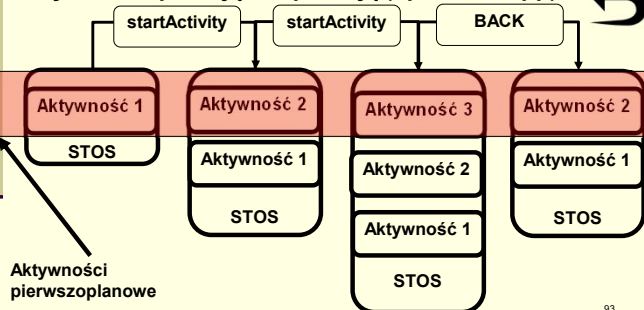 startActivity
startActivity
BACK
Aktywność 1
STOS
Aktywność 2
Aktywność 1
STOS
Aktywność 3
Aktywność 2
Aktywność 1
STOS
Aktywność 2
Aktywność 1
STOS
Aktywności
pierwszoplanowe
93